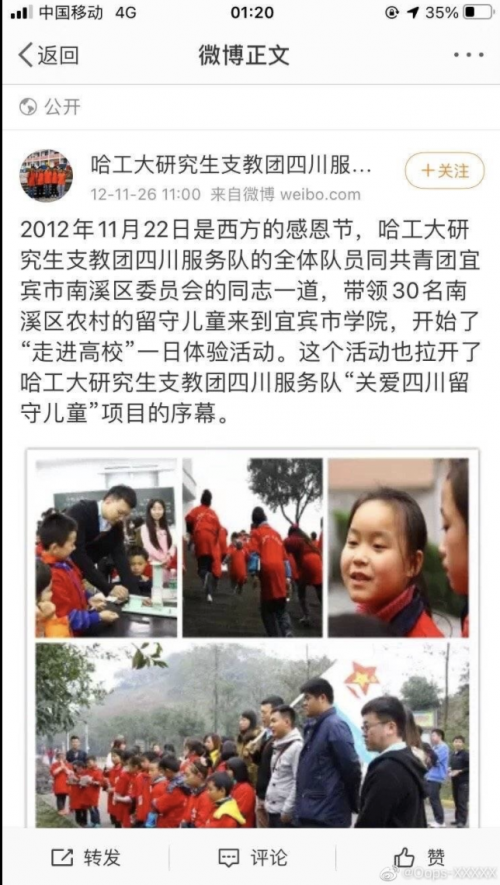 中国移动 4G 01:20 35%
返回 微博正文
公开
哈工大研究生支教团四川服...
+关注
12-11-26 11:00 来自微博 weibo.com
2012年11月22日是西方的感恩节，哈工大研
究生支教团四川服务队的全体队员同共青团宜
宾市南溪区委员会的同志一道，带领30名南
溪区农村的留守儿童来到宜宾市学院，开始了
“走进高校”一日体验活动。这个活动也拉开了
哈工大研究生支教团四川服务队“关爱四川留
守儿童”项目的序幕。
转发 评论 赞
@Oops-XXXXX